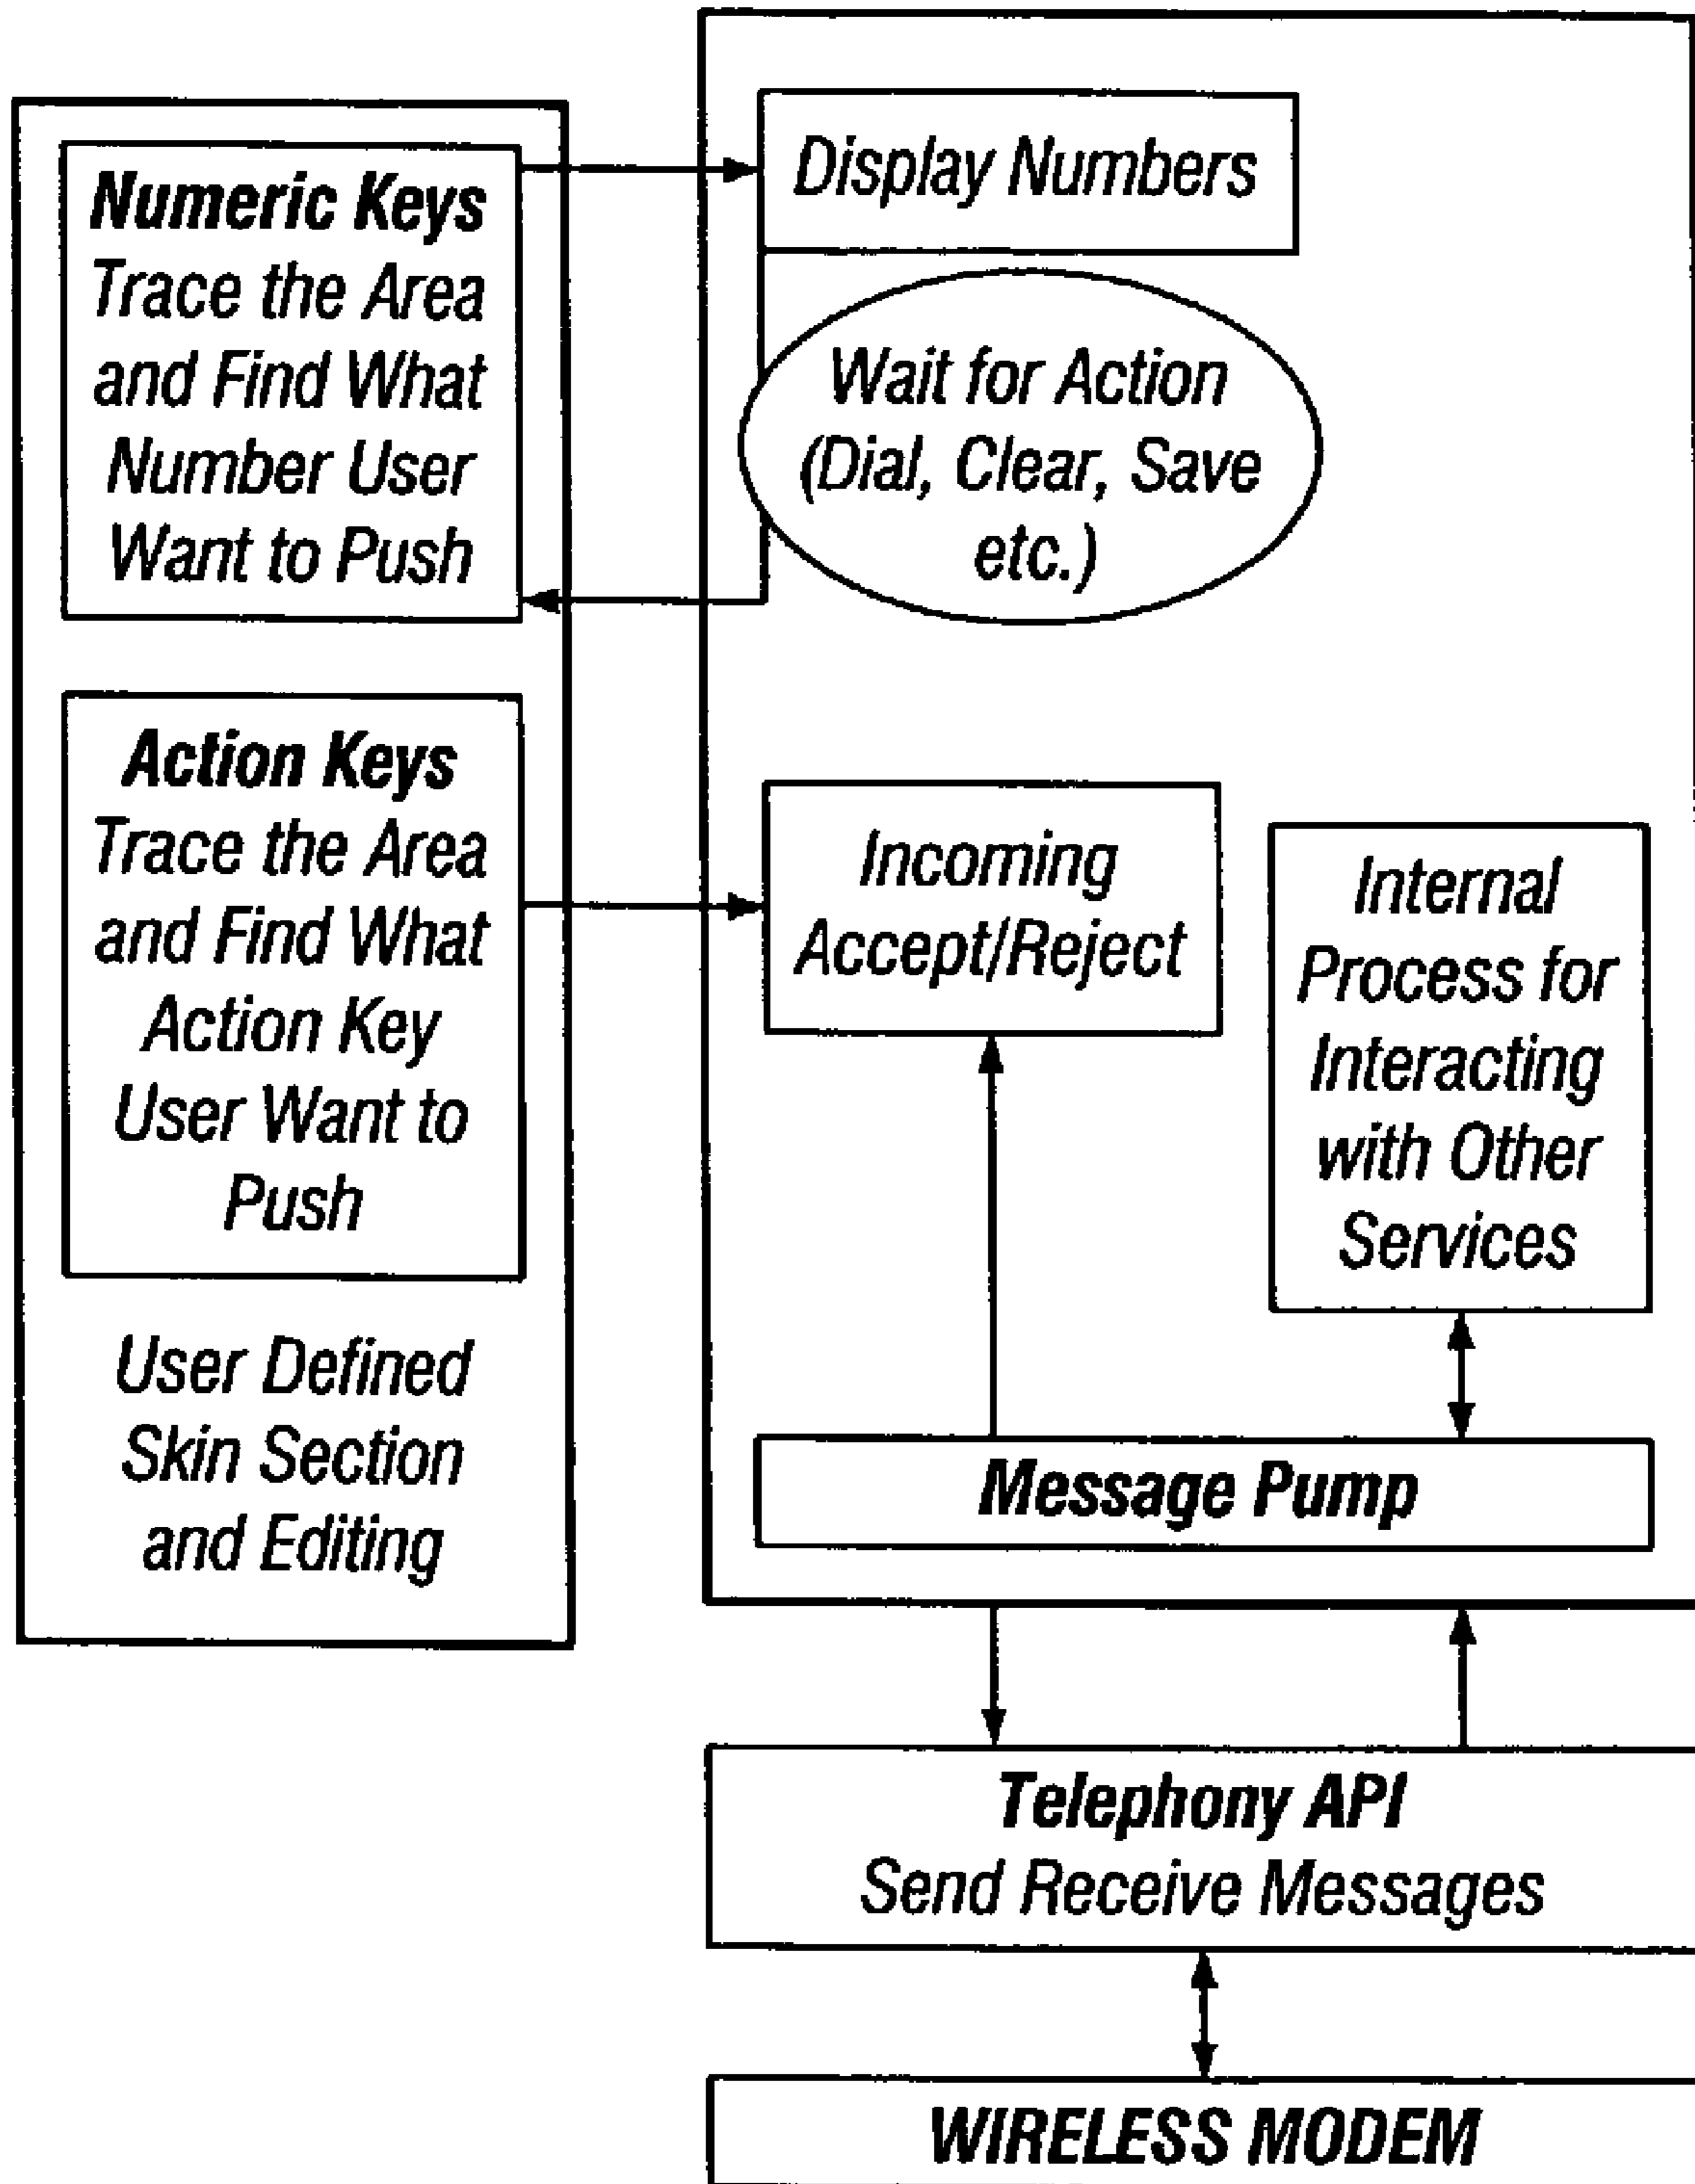 Numeric Keys
Trace the Area
and Find What
Number User
Want to Push
Action Keys
Trace the Area
and Find What
Action Key
User Want to
Push
User Defined
Skin Section
and Editing
Display Numbers
Wait for Action
(Dial, Clear, Save
etc.)
Incoming
Accept/Reject
Internal
Process for
Interacting
with Other
Services
Message Pump
Telephony API
Send Receive Messages
WIRELESS MODEM